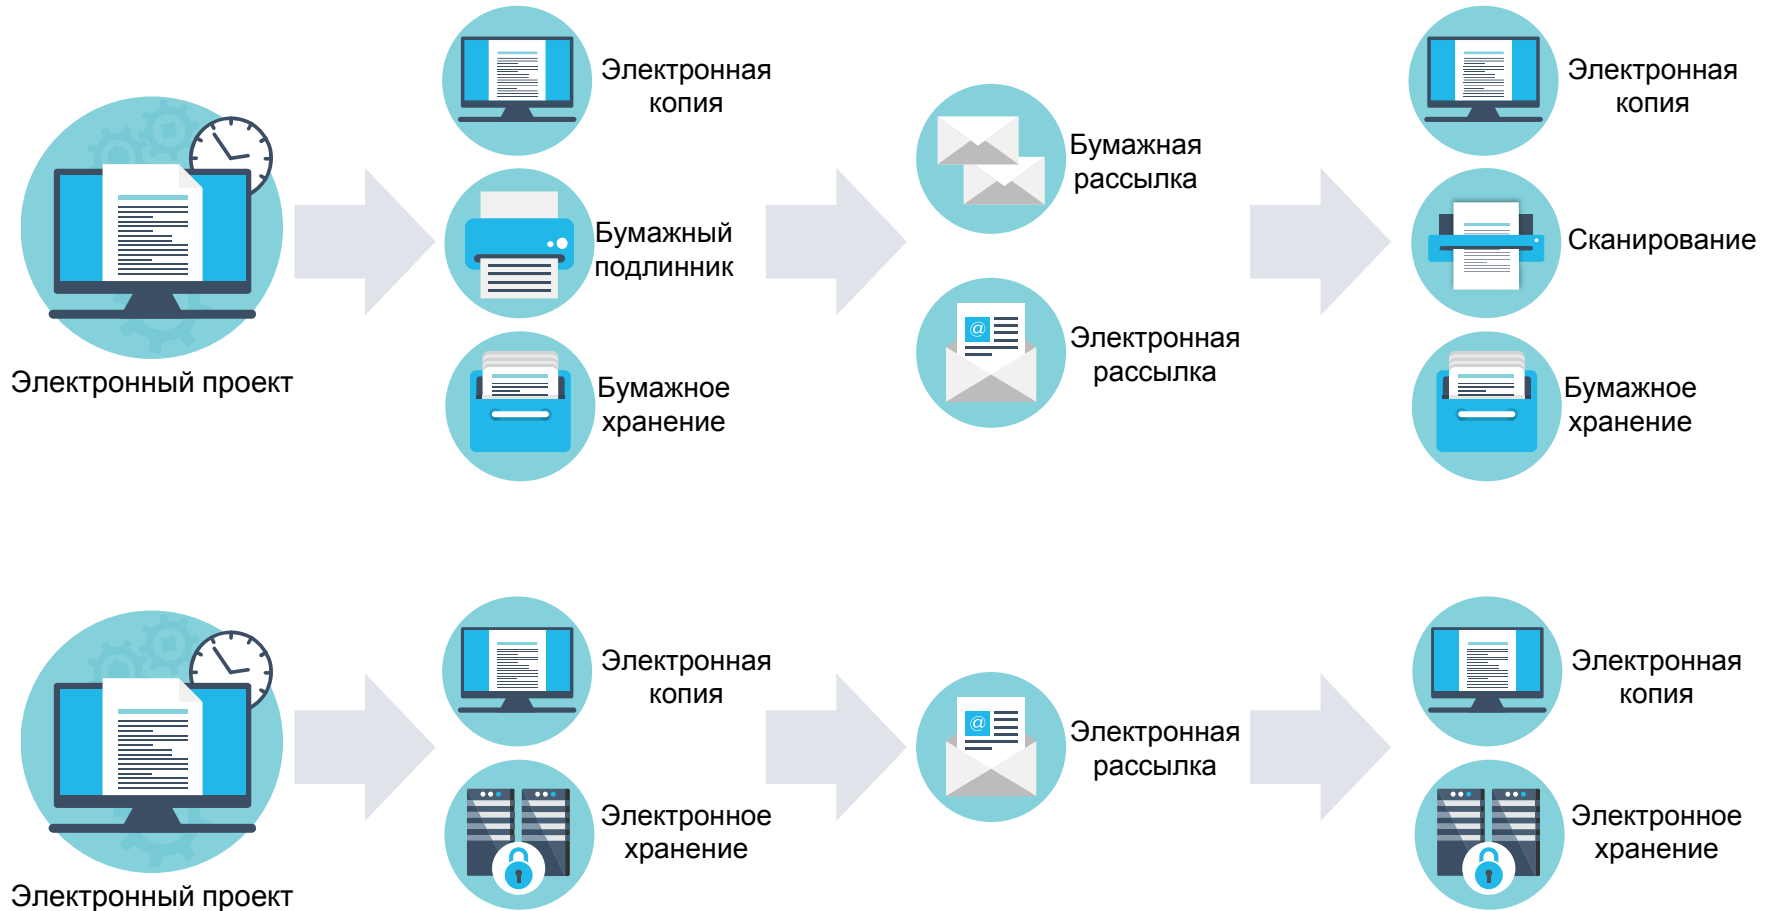 Электронный проект
Электронная
копия
Бумажный
подлинник
Бумажное
хранение
Бумажная
рассылка
@
Электронная
рассылка
Электронная
копия
Сканирование
Бумажное
хранение
Электронный проект
Электронная
копия
Электронное
хранение
@
Электронная
рассылка
Электронная
копия
Электронное
хранение